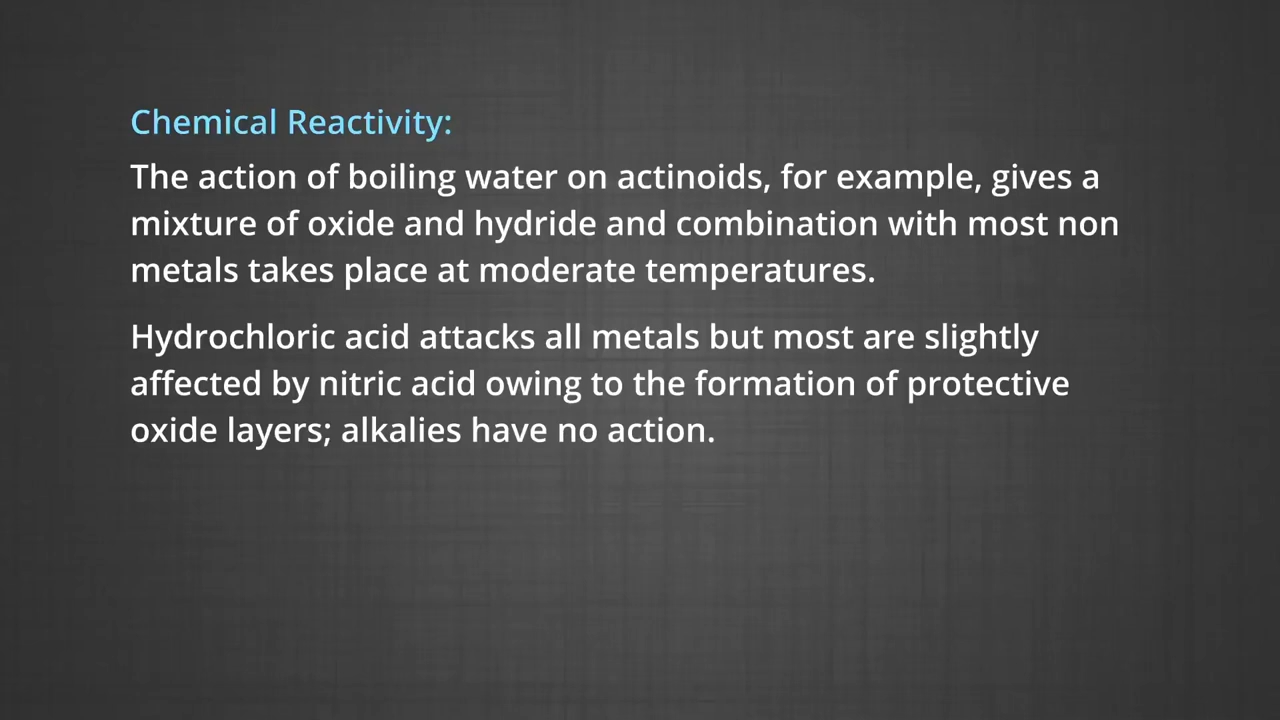 Chemical Reactivity:
The action of boiling water on actinoids, for example, gives a
mixture of oxide and hydride and combination with most non
metals takes place at moderate temperatures.
Hydrochloric acid attacks all metals but most are slightly
affected by nitric acid owing to the formation of protective
oxide layers; alkalies have no action.